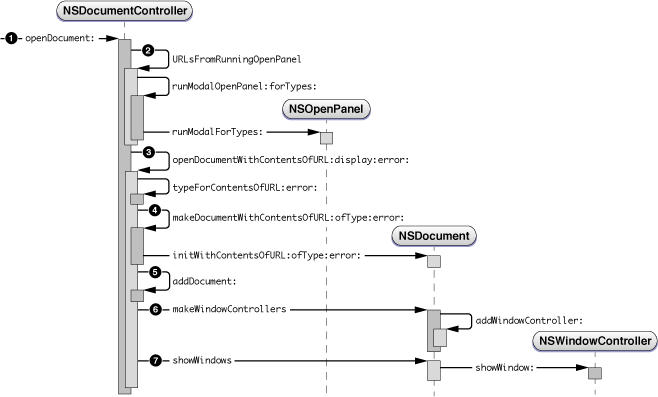 NSDocumentController
1 openDocument:
2
URLsFromRunningOpenPanel
runModalOpenPanel:forTypes:
NSOpenPanel
runModalForTypes:
3
openDocumentWithContentsOfURL:display:error:
typeForContentsOfURL:error:
4
makeDocumentWithContentsOfURL:ofType:error:
NSDocument
initWithContentsOfURL:ofType:error:
5
addDocument:
6 makeWindowControllers
addWindowController:
NSWindowController
7 showWindows
showWindow: